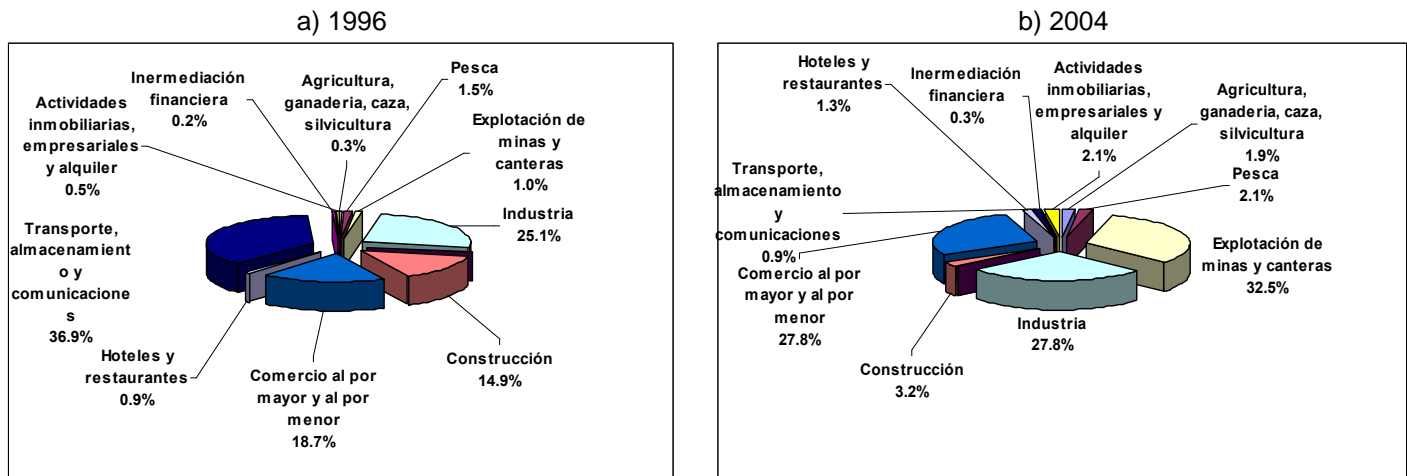 a) 1996
Inermediación
financiera
0.2%
Agricultura,
ganaderia, caza,
silvicultura
0.3%
Pesca
1.5%
Actividades
inmobiliarias,
empresariales
y alquiler
0.5%
Explotación de
minas y
canteras
1.0%
Industria
25.1%
Transporte,
almacenamient
o y
comunicacione
s
36.9%
Hoteles y
restaurantes
0.9%
Comercio al por
mayor y al por
menor
18.7%
Construcción
14.9%
b) 2004
Hoteles y
restaurantes
1.3%
Inermediación
financiera
0.3%
Actividades
inmobiliarias,
empresariales y
alquiler
2.1%
Agricultura,
ganaderia, caza,
silvicultura
1.9%
Pesca
2.1%
Transporte,
almacenamiento
y
comunicaciones
0.9%
Explotación de
minas y canteras
32.5%
Comercio al por
mayor y al por
menor
27.8%
Industria
27.8%
Construcción
3.2%